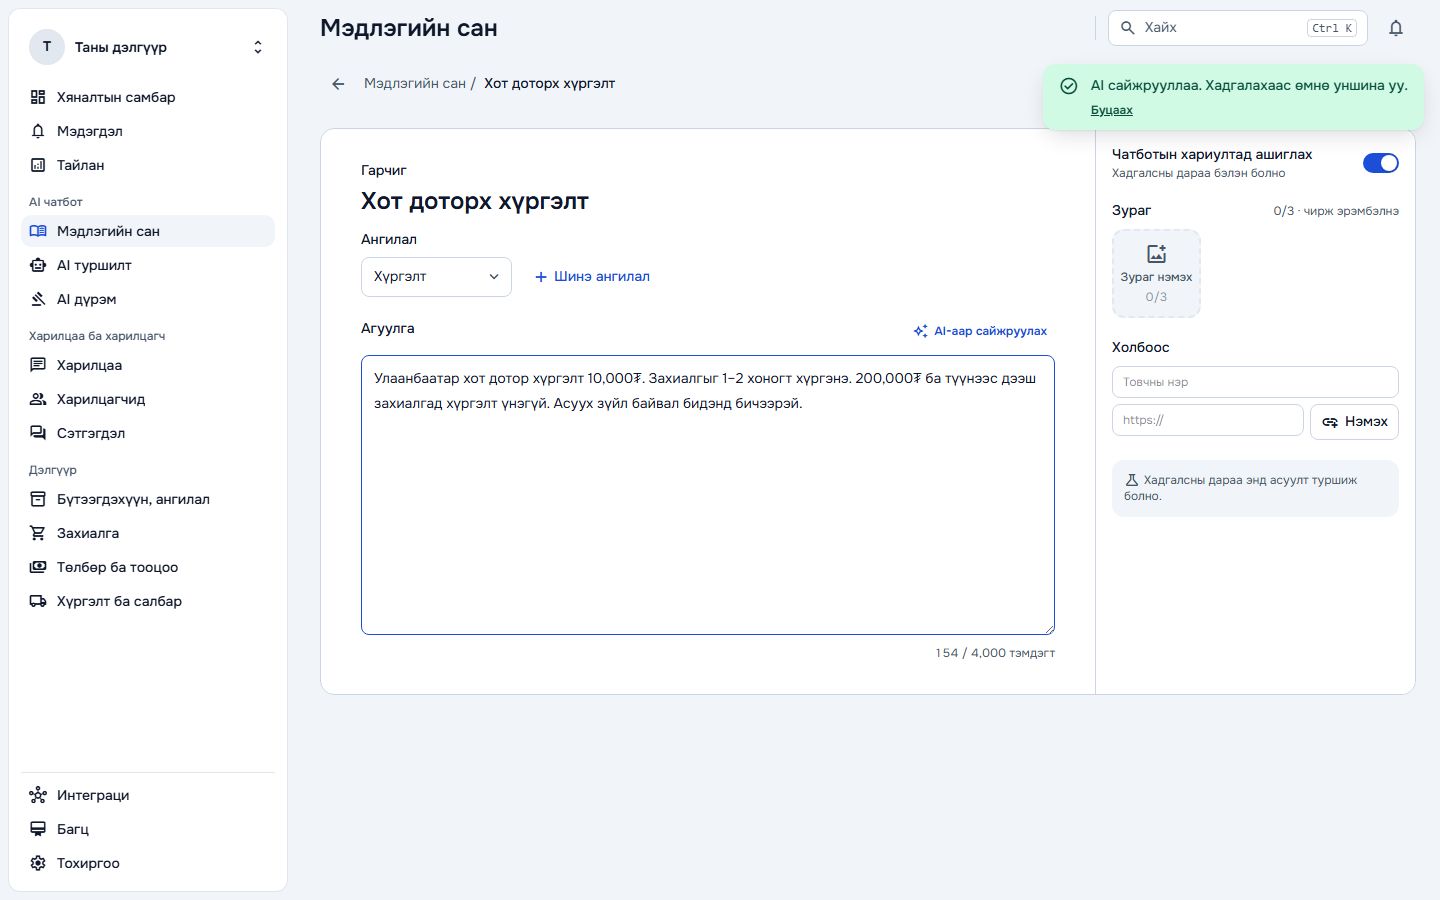 Т
Таны дэлгүүр
Хяналтын самбар
Мэдэгдэл
Тайлан
AI чатбот
Мэдлэгийн сан
AI туршилт
AI дүрэм
Харилцаа ба харилцагч
Харилцаа
Харилцагчид
Сэтгэгдэл
Дэлгүүр
Бүтээгдэхүүн, ангилал
Захиалга
Төлбөр ба тооцоо
Хүргэлт ба салбар
Интеграци
Багц
Тохиргоо
Мэдлэгийн сан
Хайх
Ctrl K
Мэдлэгийн сан / Хот доторх хүргэлт
AI сайжрууллаа. Хадгалахаас өмнө уншина уу.
Буцаах
Гарчиг
Хот доторх хүргэлт
Ангилал
Хүргэлт
Шинэ ангилал
Агуулга
AI-аар сайжруулах
Улаанбаатар хот дотор хүргэлт 10,000₮. Захиалгыг 1–2 хоногт хүргэнэ. 200,000₮ ба түүнээс дээш
захиалгад хүргэлт үнэгүй. Асуух зүйл байвал бидэнд бичээрэй.
154 / 4,000 тэмдэгт
Чатботын хариултад ашиглах
Хадгалсны дараа бэлэн болно
Зураг
0/3 · чирж эрэмбэлнэ
Зураг нэмэх
0/3
Холбоос
Товчны нэр
https://
Нэмэх
Хадгалсны дараа энд асуулт туршиж
болно.